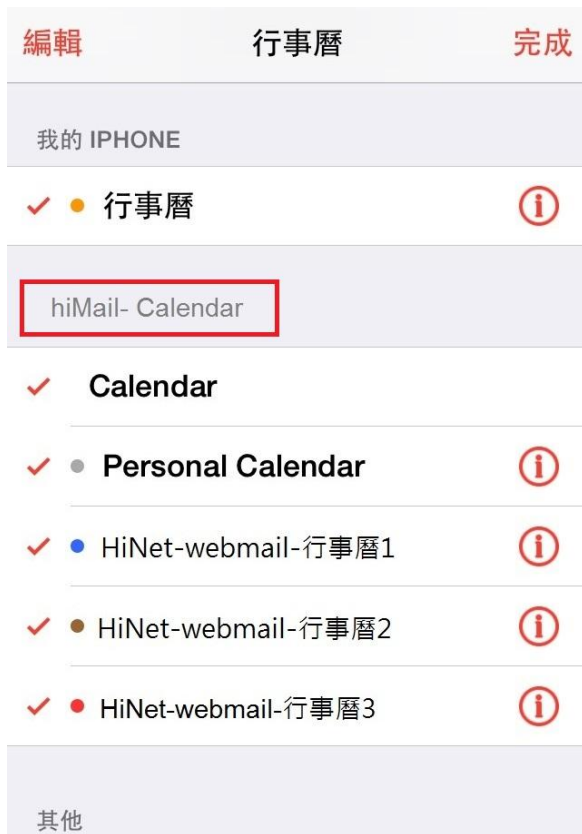 編輯 行事曆 完成
我的 IPHONE
行事曆
hiMail- Calendar
Calendar
Personal Calendar
HiNet-webmail-行事曆1
HiNet-webmail-行事曆2
HiNet-webmail-行事曆3
其他